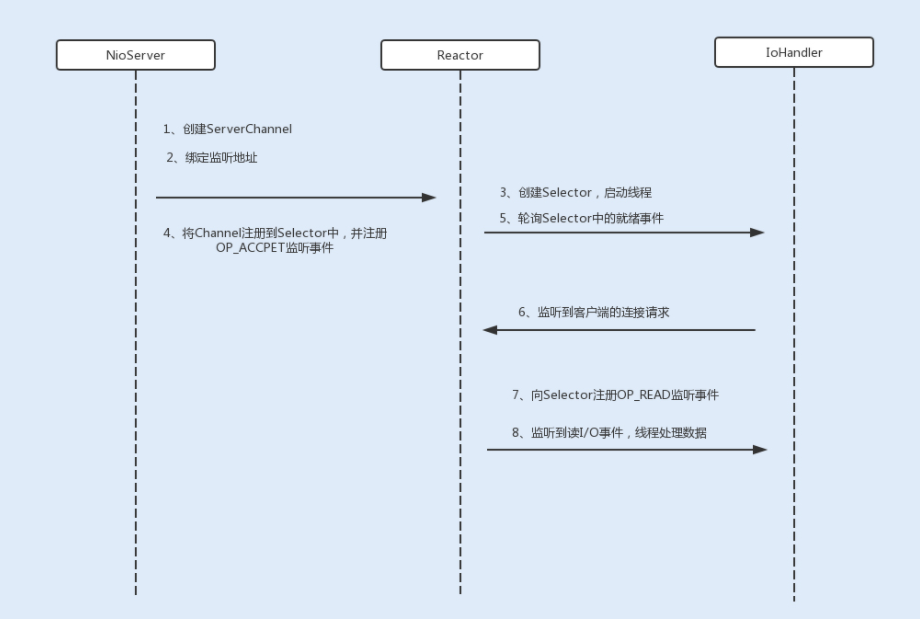 NioServer
Reactor
IoHandler
1、创建ServerChannel
2、绑定监听地址
3、创建Selector，启动线程
5、轮询Selector中的就绪事件
4、将Channel注册到Selector中，并注册
OP_ACCPET监听事件
6、监听到客户端的连接请求
7、向Selector注册OP_READ监听事件
8、监听到读I/O事件，线程处理数据